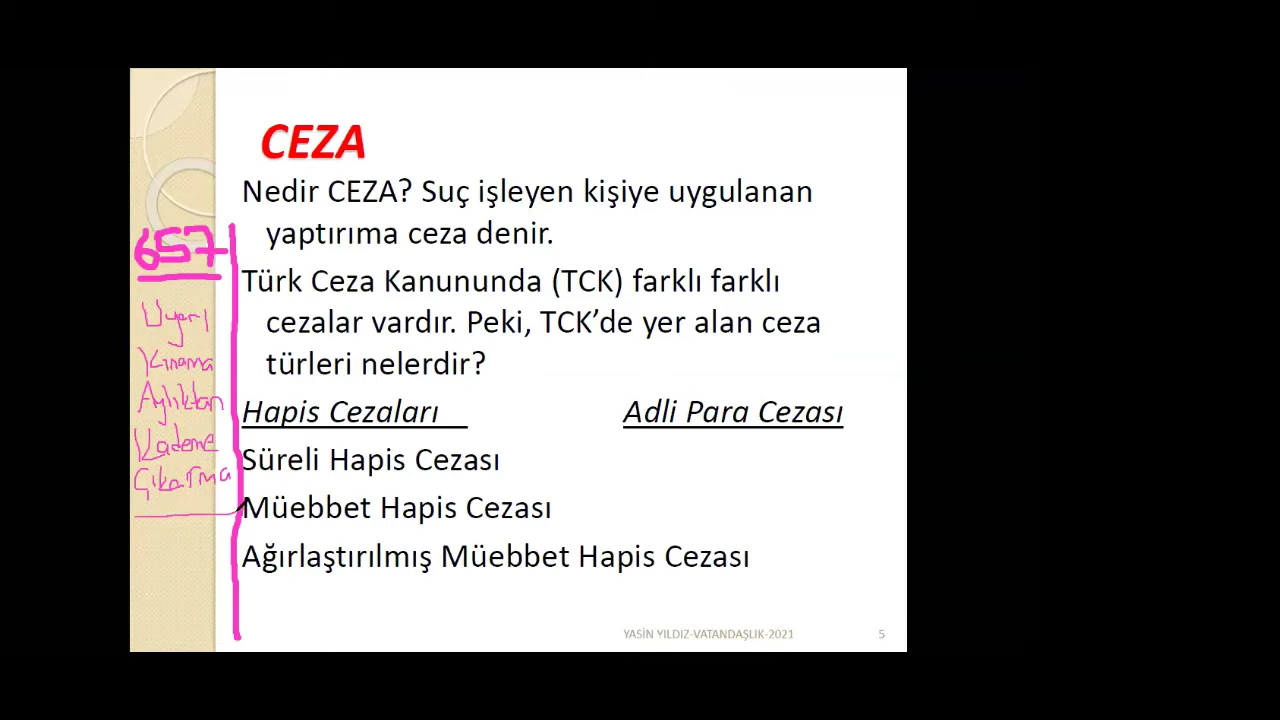 CEZA
Nedir CEZA? Suç işleyen kişiye uygulanan
yaptırıma ceza denir.
657
Türk Ceza Kanununda (TCK) farklı farklı
cezalar vardır. Peki, TCK’de yer alan ceza
türleri nelerdir?
Uyarı
Kınama
Aylıktan
Kademe
Çıkarma
Hapis Cezaları Adli Para Cezası
Süreli Hapis Cezası
Müebbet Hapis Cezası
Ağırlaştırılmış Müebbet Hapis Cezası
YASİN YILDIZ-VATANDAŞLIK-2021 5